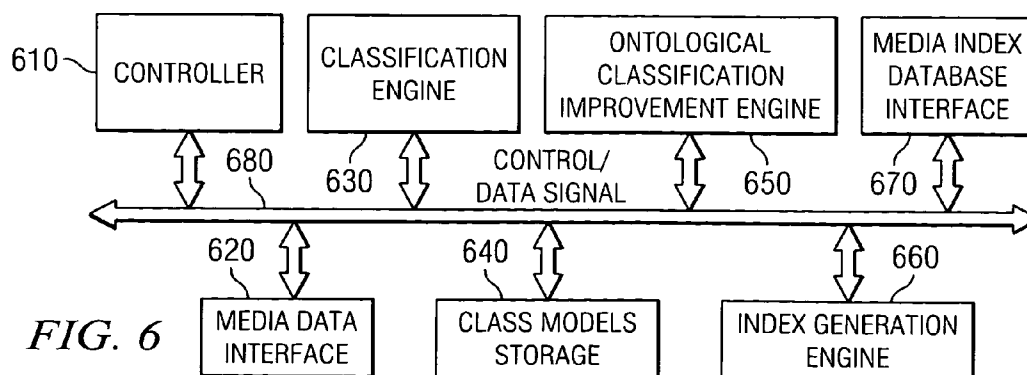 610
CONTROLLER
CLASSIFICATION
ENGINE
ONTOLOGICAL
CLASSIFICATION
IMPROVEMENT ENGINE
MEDIA INDEX
DATABASE
INTERFACE
680
630
CONTROL/
DATA SIGNAL
650
670
620
640
660
FIG. 6
MEDIA DATA
INTERFACE
CLASS MODELS
STORAGE
INDEX GENERATION
ENGINE